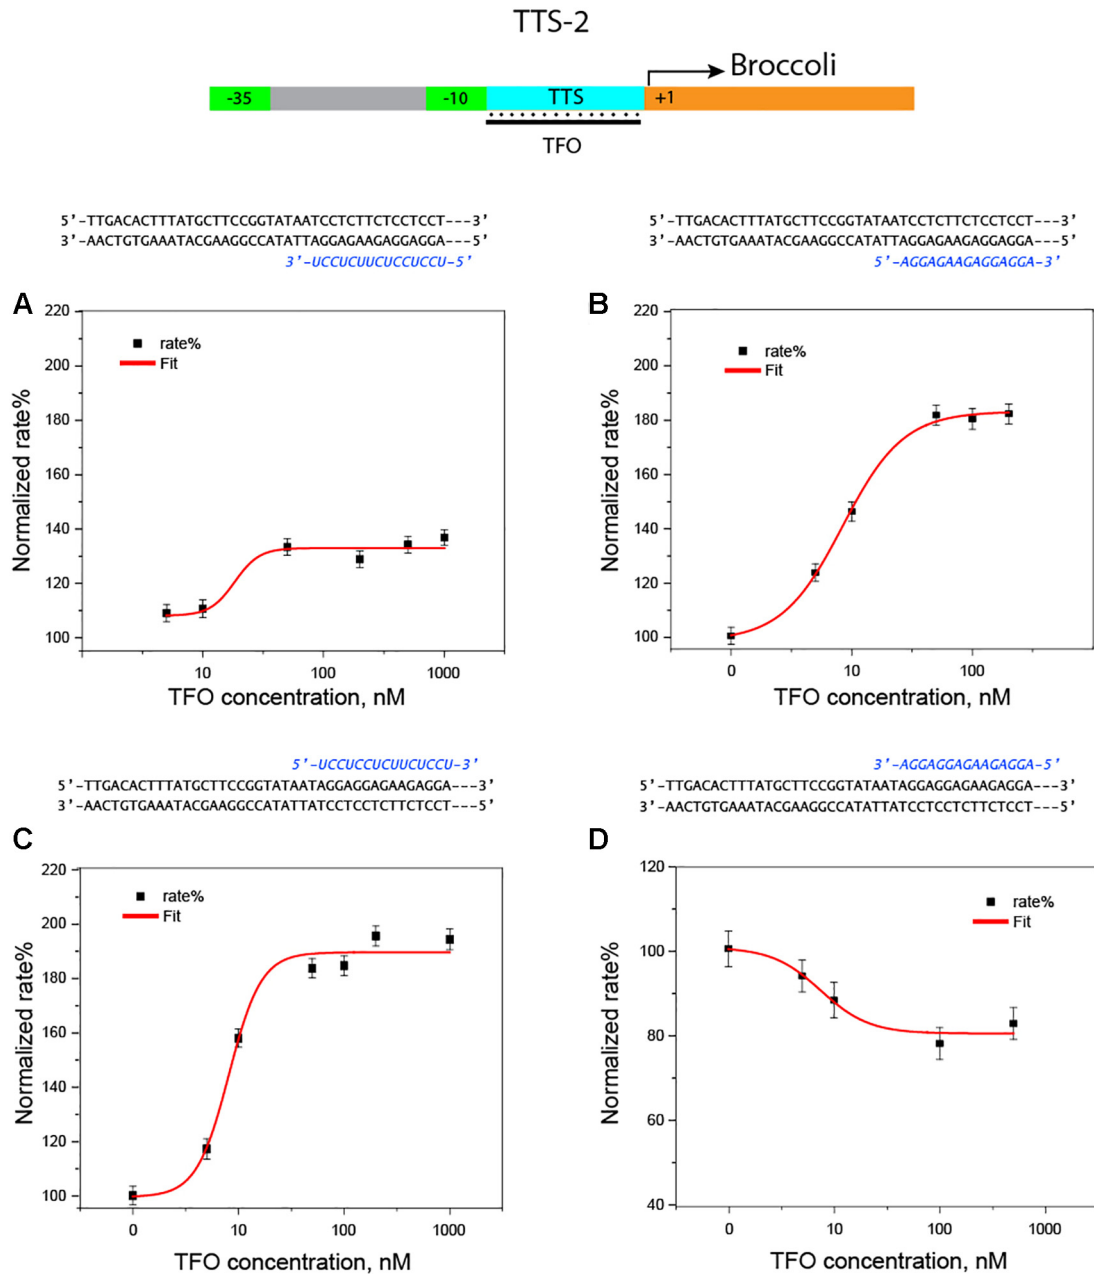 TTS-2
Broccoli
-35 -10 TTS +1
TFO
5’-TTGACACTTTATGCTTCCGGTATAATCCTCTTCTCCTCCT---3’
3’-AACTGTGAAATACGAAGGCCATATTAGGAGAAGAGGAGGA---5’
3’-UCCUCUUCUCCUCCU-5’
5’-TTGACACTTTATGCTTCCGGTATAATCCTCTTCTCCTCCT---3’
3’-AACTGTGAAATACGAAGGCCATATTAGGAGAAGAGGAGGA---5’
5’-AGGAGAAGAGGAGGA-3’
A
220
200
180
160
140
120
100
Normalized rate%
rate%
Fit
10 100 1000
TFO concentration, nM
B
220
200
180
160
140
120
100
Normalized rate%
rate%
Fit
0 10 100
TFO concentration, nM
5’-UCCUCCUCUUCUCCU-3’
5’-TTGACACTTTATGCTTCCGGTATAATAGGAGGAGAAGAGGA---3’
3’-AACTGTGAAATACGAAGGCCATATTATCCTCCTCTTCTCCT---5’
3’-AGGAGGAGAAGAGGA-5’
5’-TTGACACTTTATGCTTCCGGTATAATAGGAGGAGAAGAGGA---3’
3’-AACTGTGAAATACGAAGGCCATATTATCCTCCTCTTCTCCT---5’
C
220
200
180
160
140
120
100
Normalized rate%
rate%
Fit
0 10 100 1000
TFO concentration, nM
D
120
100
80
60
40
Normalized rate%
rate%
Fit
0 10 100 1000
TFO concentration, nM